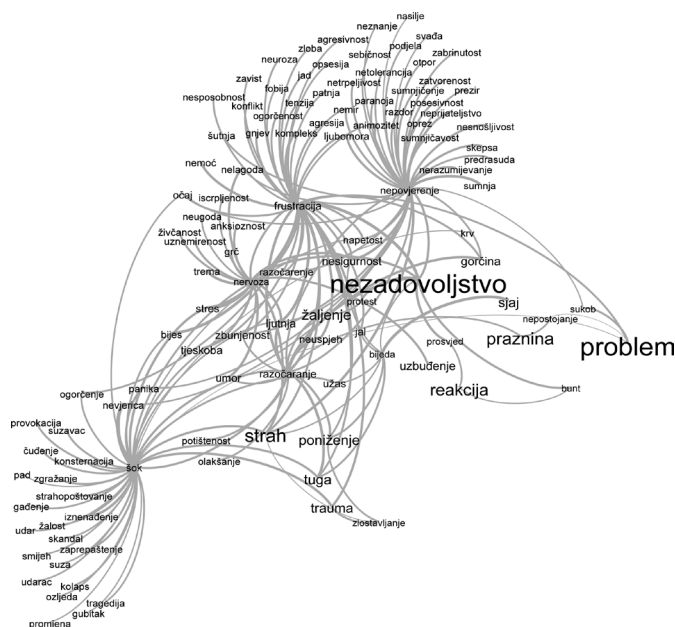 nasilje
neznanje
svađa
agresivnost
sebičnost
podjela
zloba
zabrinutost
neuroza
opsesija
otpor
netolerancija
jad
zavist
fobija
netrpeljivost
zatvorenost
sumnjičenje
prezir
patnja
nesposobnost
konflikt
tenzija
paranoja
posesivnost
ogorčenost
nemir
razdor
neprijateljstvo
agresija
animozitet
oprez
nesnošljivost
šutnja
gnjev
kompleks
ljubomora
sumnjičavost
skepsa
predrasuda
nemoć
nelagoda
nerazumijevanje
sumnja
nepovjerenje
očaj
iscrpljenost
frustracija
neugoda
anksioznost
živčanost
uznemirenost
napetost
krv
grč
nesigurnost
gorčina
trema
razočarenje
nervoza
nezadovoljstvo
protest
sjaj
sukob
stres
žaljenje
nepostojanje
ljutnja
bijes
zbunjenost
jal
prosvjed
praznina
neuspjeh
problem
tjeskoba
bijeda
uzbuđenje
razočaranje
umor
užas
reakcija
bunt
panika
ogorčenje
nevjerica
provokacija
suzavac
strah
poniženje
potištenost
čuđenje
konsternacija
olakšanje
šok
pad
zgražanje
tuga
strahopoštovanje
gađenje
trauma
iznenađenje
zlostavljanje
udar
žalost
skandal
zaprepaštenje
smijeh
suza
udarac
kolaps
ozljeda
tragedija
gubitak
promjena